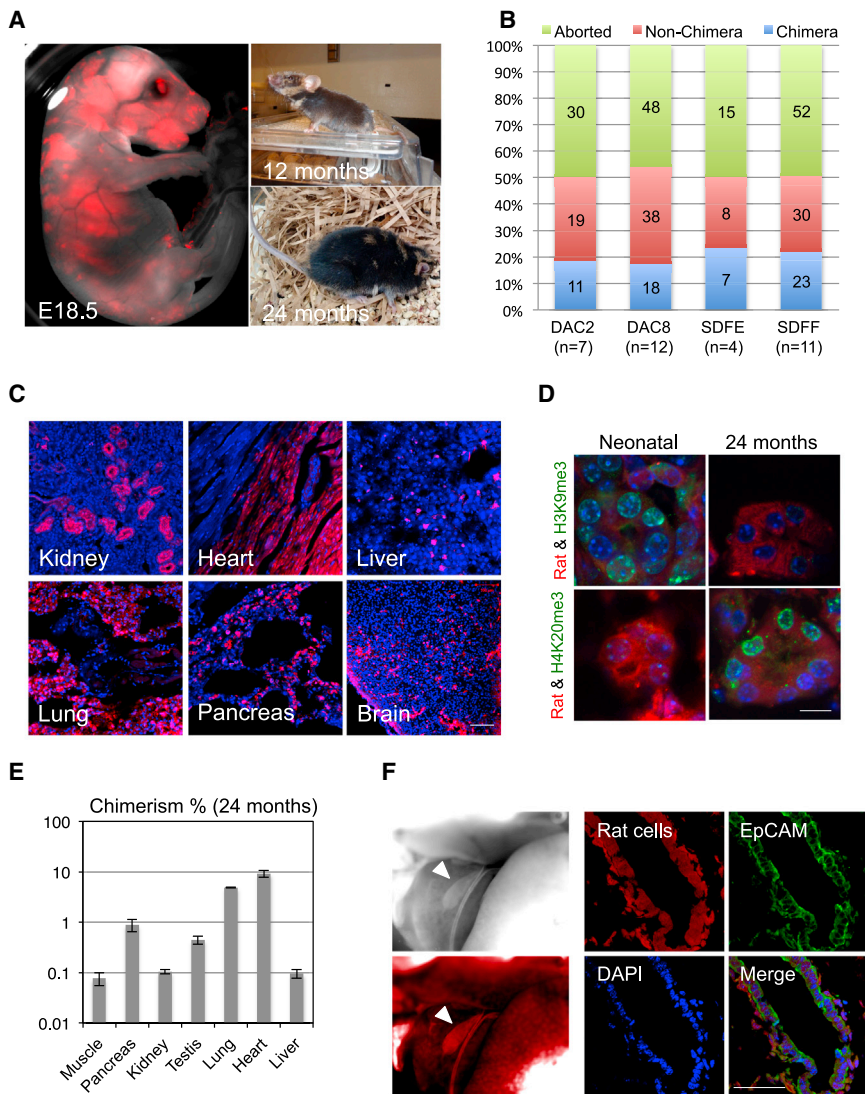 A
E18.5
12 months
24 months
B
Aborted Non-Chimera Chimera
100%
90%
80%
70%
60%
50%
40%
30%
20%
10%
0%
30 48 15 52
19 38 8 30
11 18 7 23
DAC2 DAC8 SDFE SDFF
(n=7) (n=12) (n=4) (n=11)
C
Kidney Heart Liver
Lung Pancreas Brain
D
Neonatal 24 months
Rat & H3K9me3
Rat & H4K20me3
E
Chimerism % (24 months)
100
10
1
0.1
0.01
Muscle
Pancreas
Kidney
Testis
Lung
Heart
Liver
F
Rat cells EpCAM
DAPI Merge